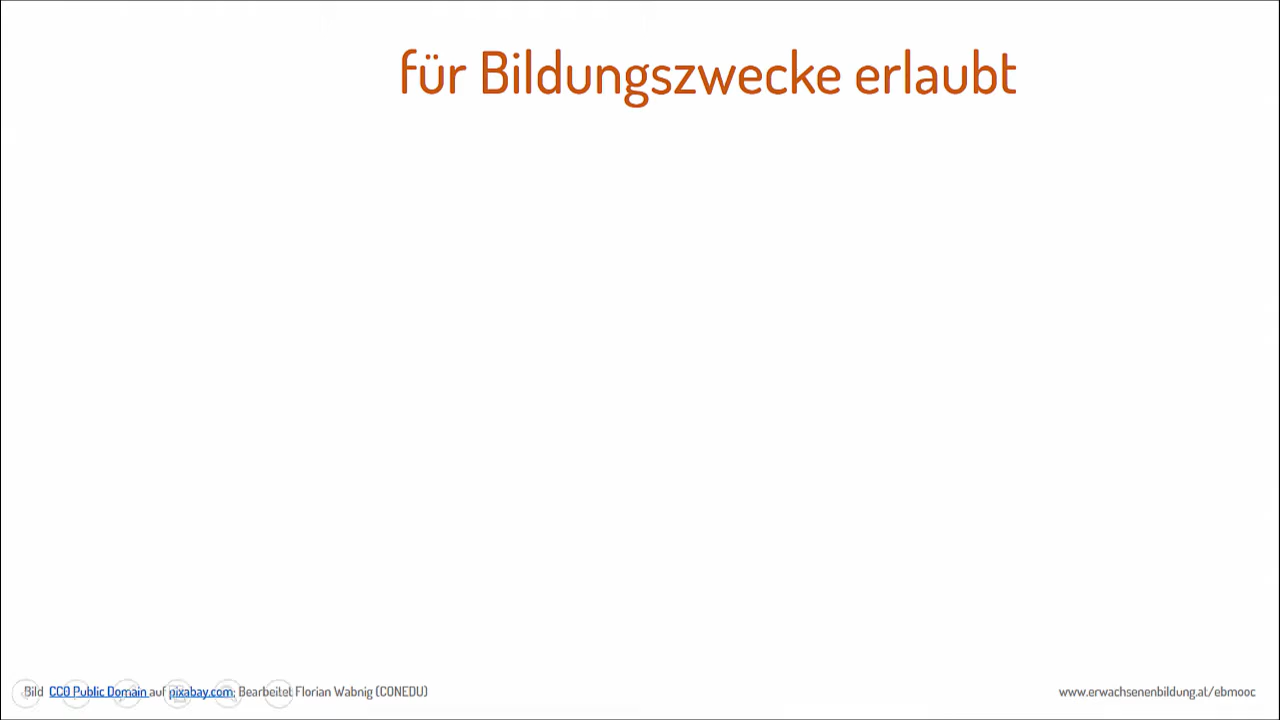 für Bildungszwecke erlaubt
Bild CC0 Public Domain auf pixabay.com; Bearbeitet Florian Wabnig (CONEDU)
www.erwachsenenbildung.at/ebmooc